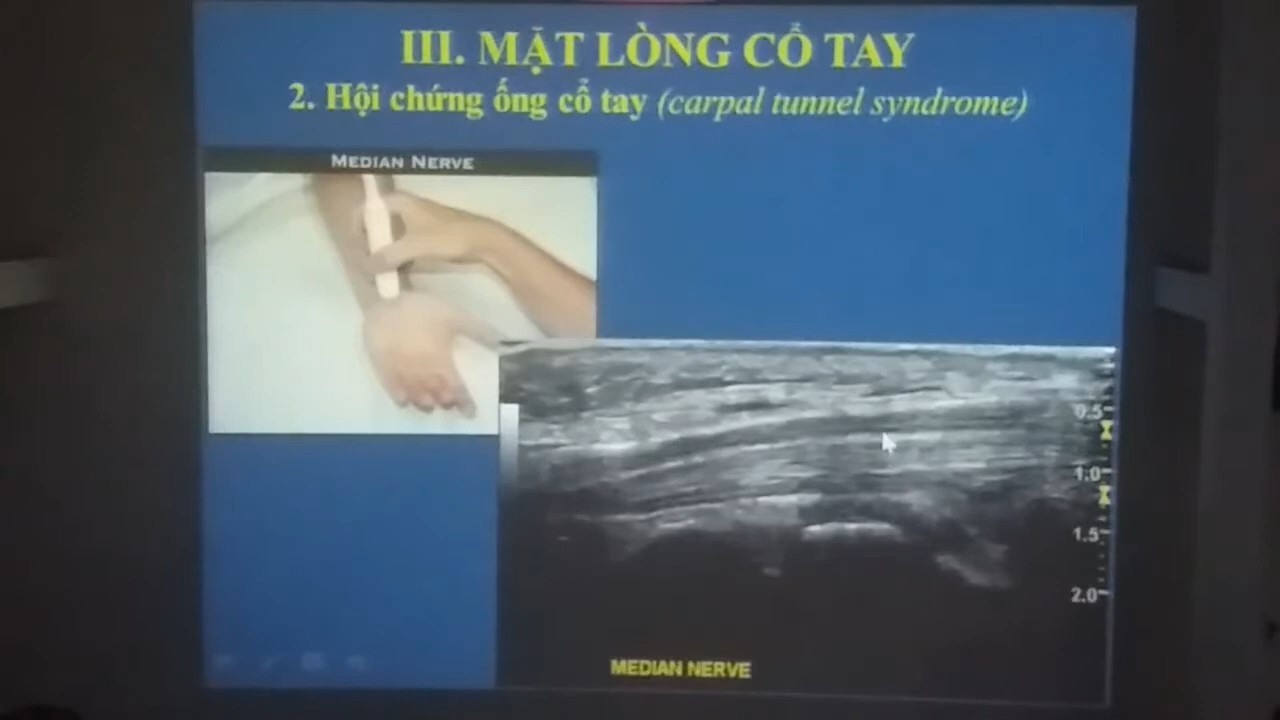 III. MẶT LÒNG CỔ TAY
2. Hội chứng ống cổ tay (carpal tunnel syndrome)
MEDIAN NERVE
0.5
1.0
1.5
2.0
MEDIAN NERVE